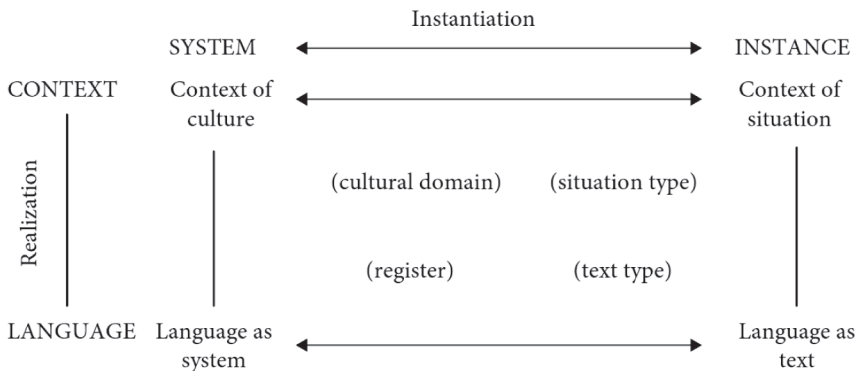 Instantiation
SYSTEM INSTANCE
CONTEXT Context of culture Context of situation
Realization
(cultural domain) (situation type)
(register) (text type)
LANGUAGE Language as system Language as text